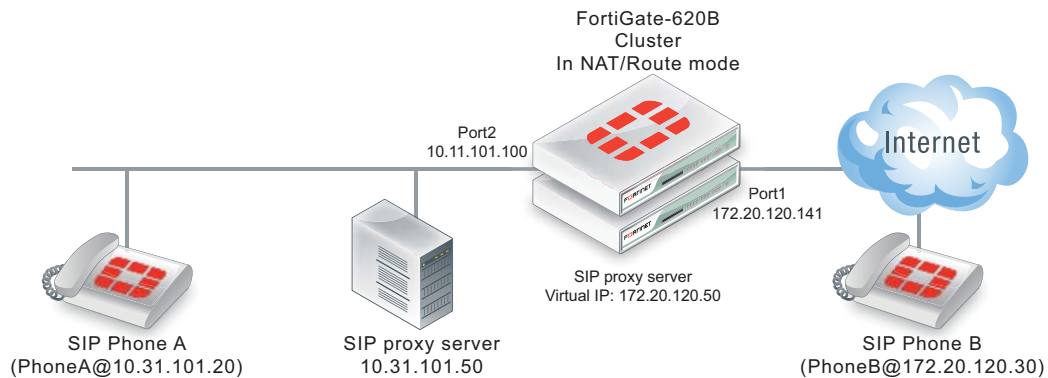 FortiGate-620B
Cluster
In NAT/Route mode
Port2
10.11.101.100
Internet
FORTINET
FORTINET
Port1
172.20.120.141
SIP proxy server
Virtual IP: 172.20.120.50
SIP Phone A
(PhoneA@10.31.101.20)
SIP proxy server
10.31.101.50
SIP Phone B
(PhoneB@172.20.120.30)